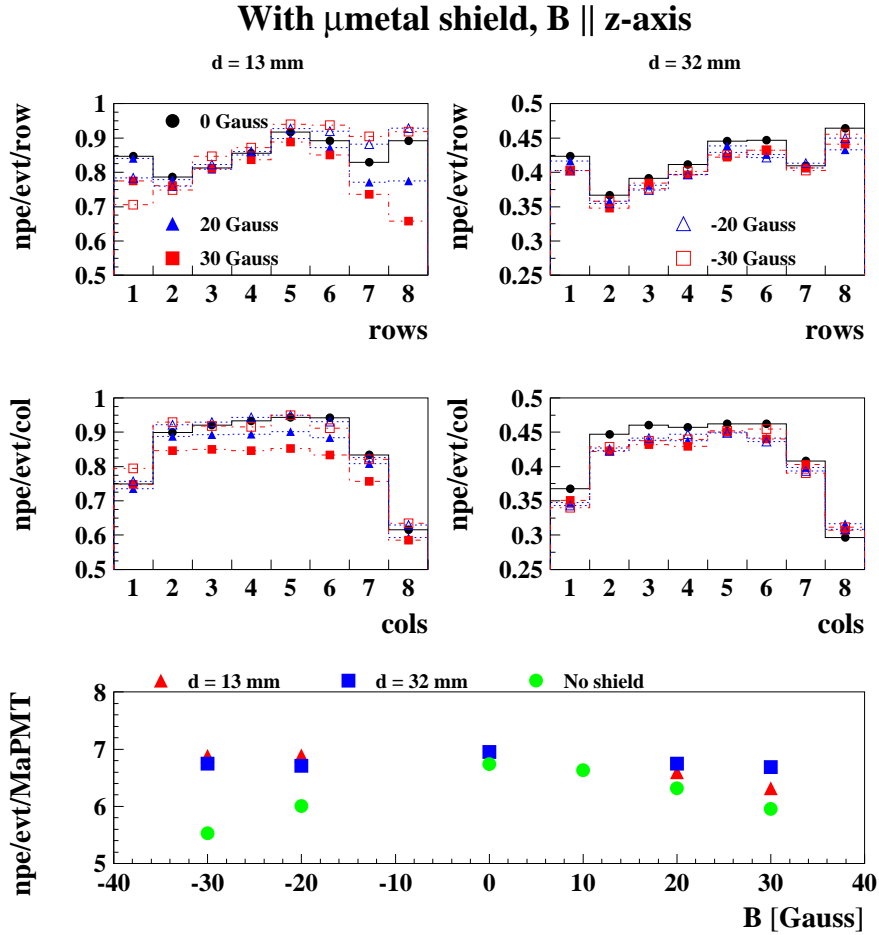 With μmetal shield, B || z-axis
d = 13 mm
d = 32 mm
npe/evt/row
1
0.9
0.8
0.7
0.6
0.5
0 Gauss
20 Gauss
30 Gauss
1 2 3 4 5 6 7 8
rows
npe/evt/row
0.5
0.45
0.4
0.35
0.3
0.25
-20 Gauss
-30 Gauss
1 2 3 4 5 6 7 8
rows
npe/evt/col
1
0.9
0.8
0.7
0.6
0.5
1 2 3 4 5 6 7 8
cols
npe/evt/col
0.5
0.45
0.4
0.35
0.3
0.25
1 2 3 4 5 6 7 8
cols
npe/evt/MaPMT
8
7
6
5
d = 13 mm d = 32 mm No shield
-40 -30 -20 -10 0 10 20 30 40
B [Gauss]